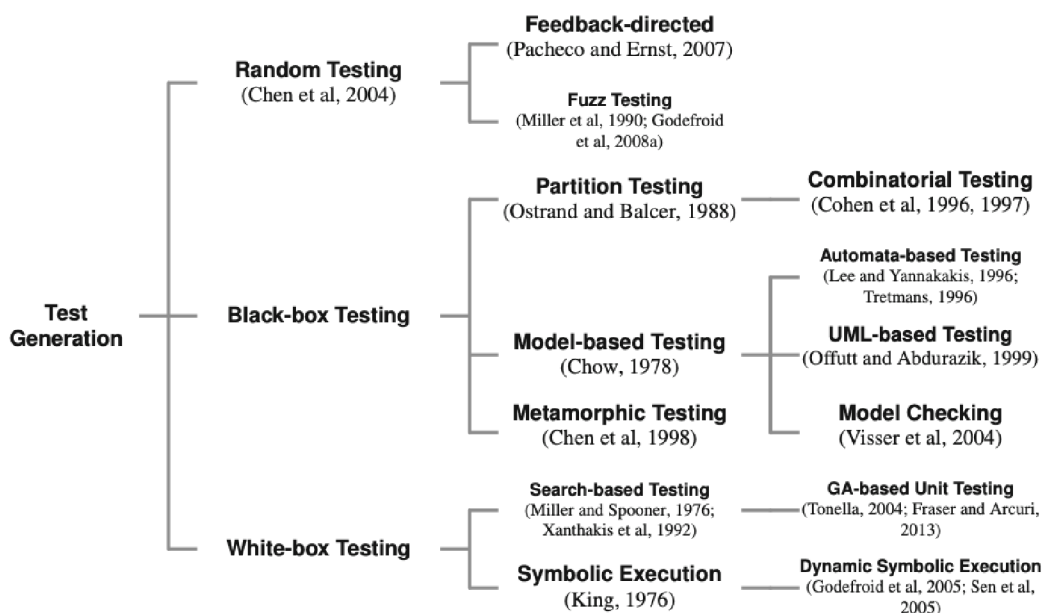 Test
Generation
Random Testing
(Chen et al, 2004)
Feedback-directed
(Pacheco and Ernst, 2007)
Fuzz Testing
(Miller et al, 1990; Godefroid
et al, 2008a)
Black-box Testing
Partition Testing
(Ostrand and Balcer, 1988)
Combinatorial Testing
(Cohen et al, 1996, 1997)
Model-based Testing
(Chow, 1978)
Automata-based Testing
(Lee and Yannakakis, 1996;
Tretmans, 1996)
UML-based Testing
(Offutt and Abdurazik, 1999)
Model Checking
(Visser et al, 2004)
Metamorphic Testing
(Chen et al, 1998)
White-box Testing
Search-based Testing
(Miller and Spooner, 1976;
Xanthakis et al, 1992)
GA-based Unit Testing
(Tonella, 2004; Fraser and Arcuri,
2013)
Symbolic Execution
(King, 1976)
Dynamic Symbolic Execution
(Godefroid et al, 2005; Sen et al,
2005)